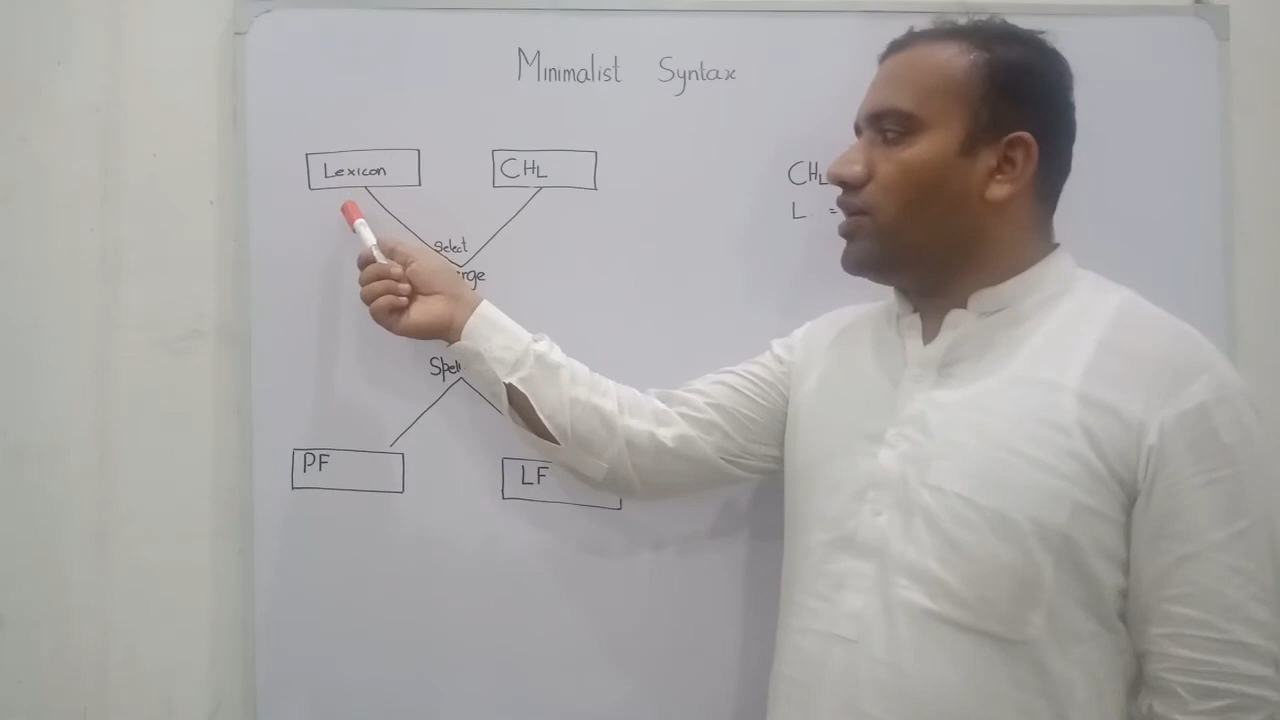 Minimalist Syntax
Lexicon
CHL
CHL
L =
Select
PF
LF